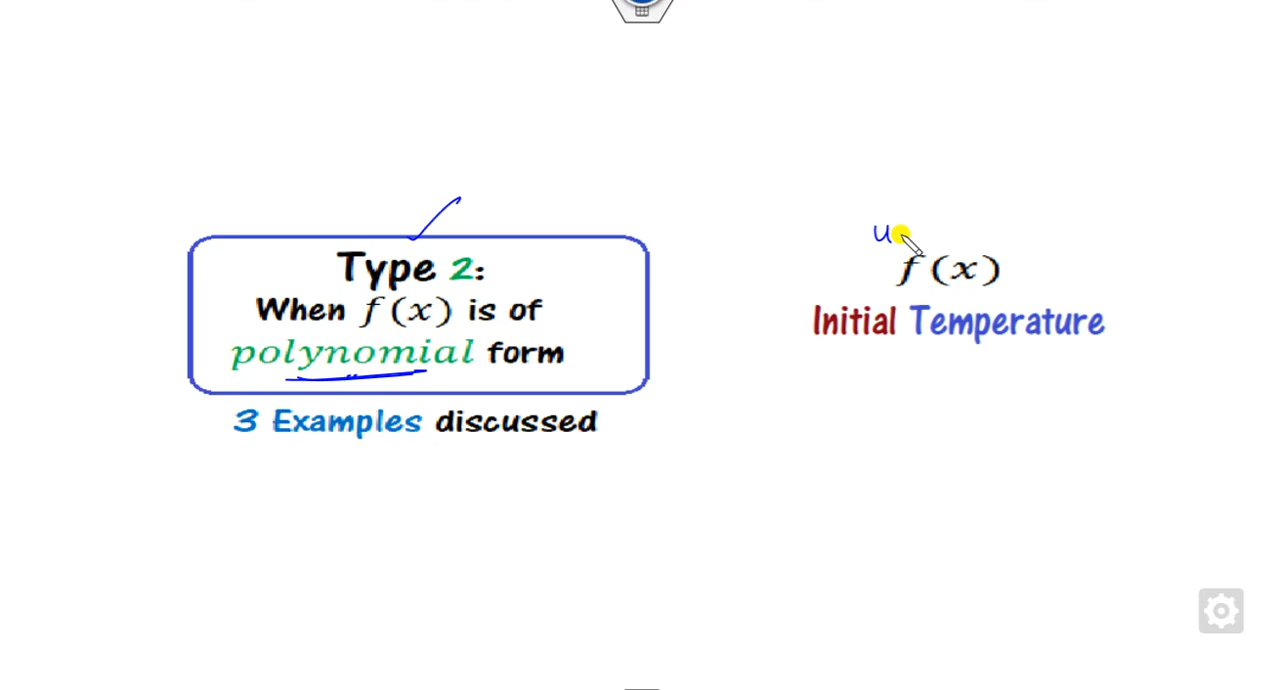 Type 2:
When f(x) is of
polynomial form
3 Examples discussed
u
f(x)
Initial Temperature